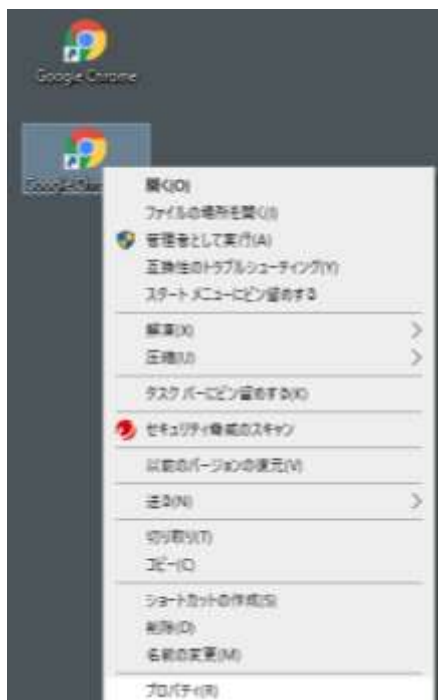 Google Chrome
Google Chr
開く(O)
ファイルの場所を開く(I)
管理者として実行(A)
互換性のトラブルシューティング(Y)
スタート メニューにピン留めする
解凍(X)
圧縮(U)
タスク バーにピン留めする(K)
セキュリティ脅威のスキャン
以前のバージョンの復元(V)
送る(N)
切り取り(T)
コピー(C)
ショートカットの作成(S)
削除(D)
名前の変更(M)
プロパティ(R)